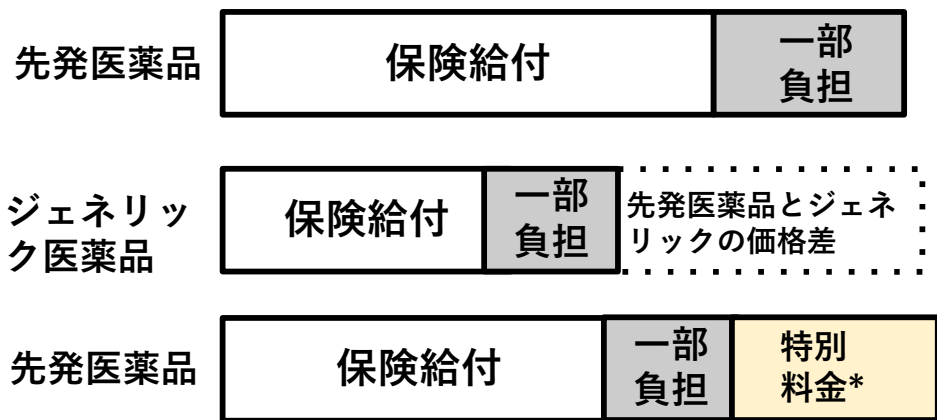 先発医薬品
保険給付
一部
負担
ジェネリッ
ク医薬品
保険給付
一部
負担
先発医薬品とジェネ
リックの価格差
先発医薬品
保険給付
一部
負担
特別
料金*